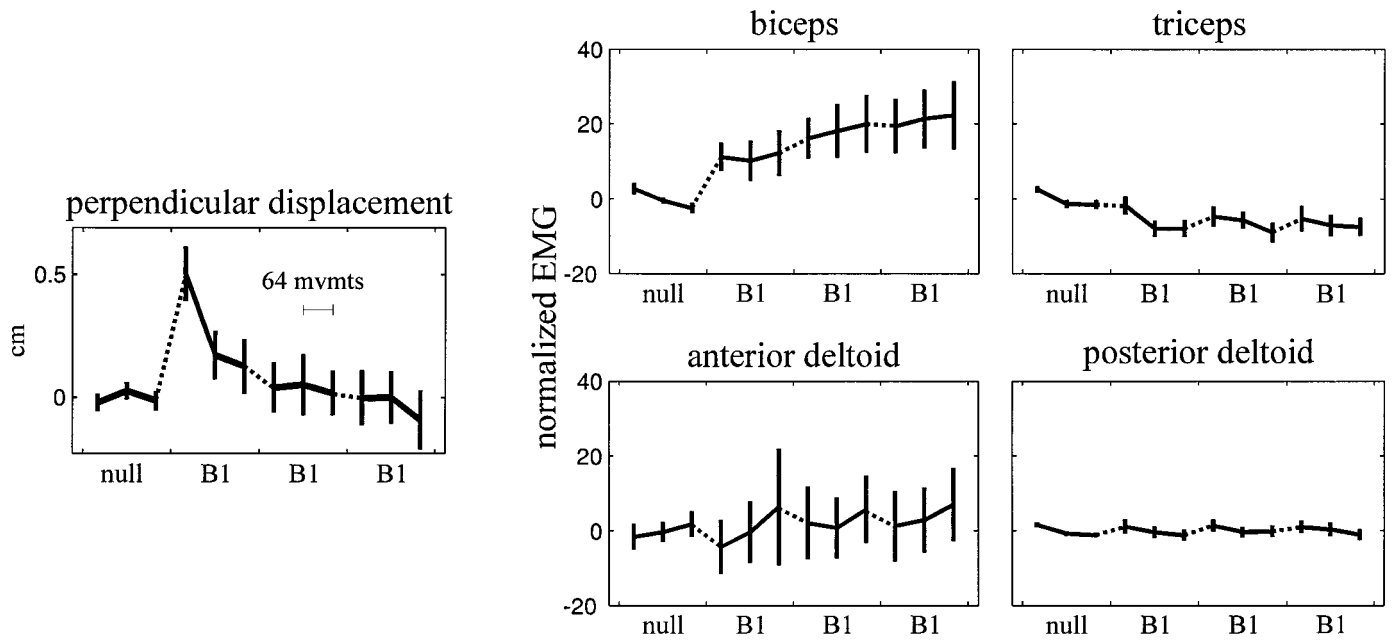 perpendicular displacement
0.5
0
cm
64 mvmts
null B1 B1 B1
normalized EMG
biceps
40
20
0
-20
null B1 B1 B1
triceps
null B1 B1 B1
anterior deltoid
40
20
0
-20
null B1 B1 B1
posterior deltoid
null B1 B1 B1